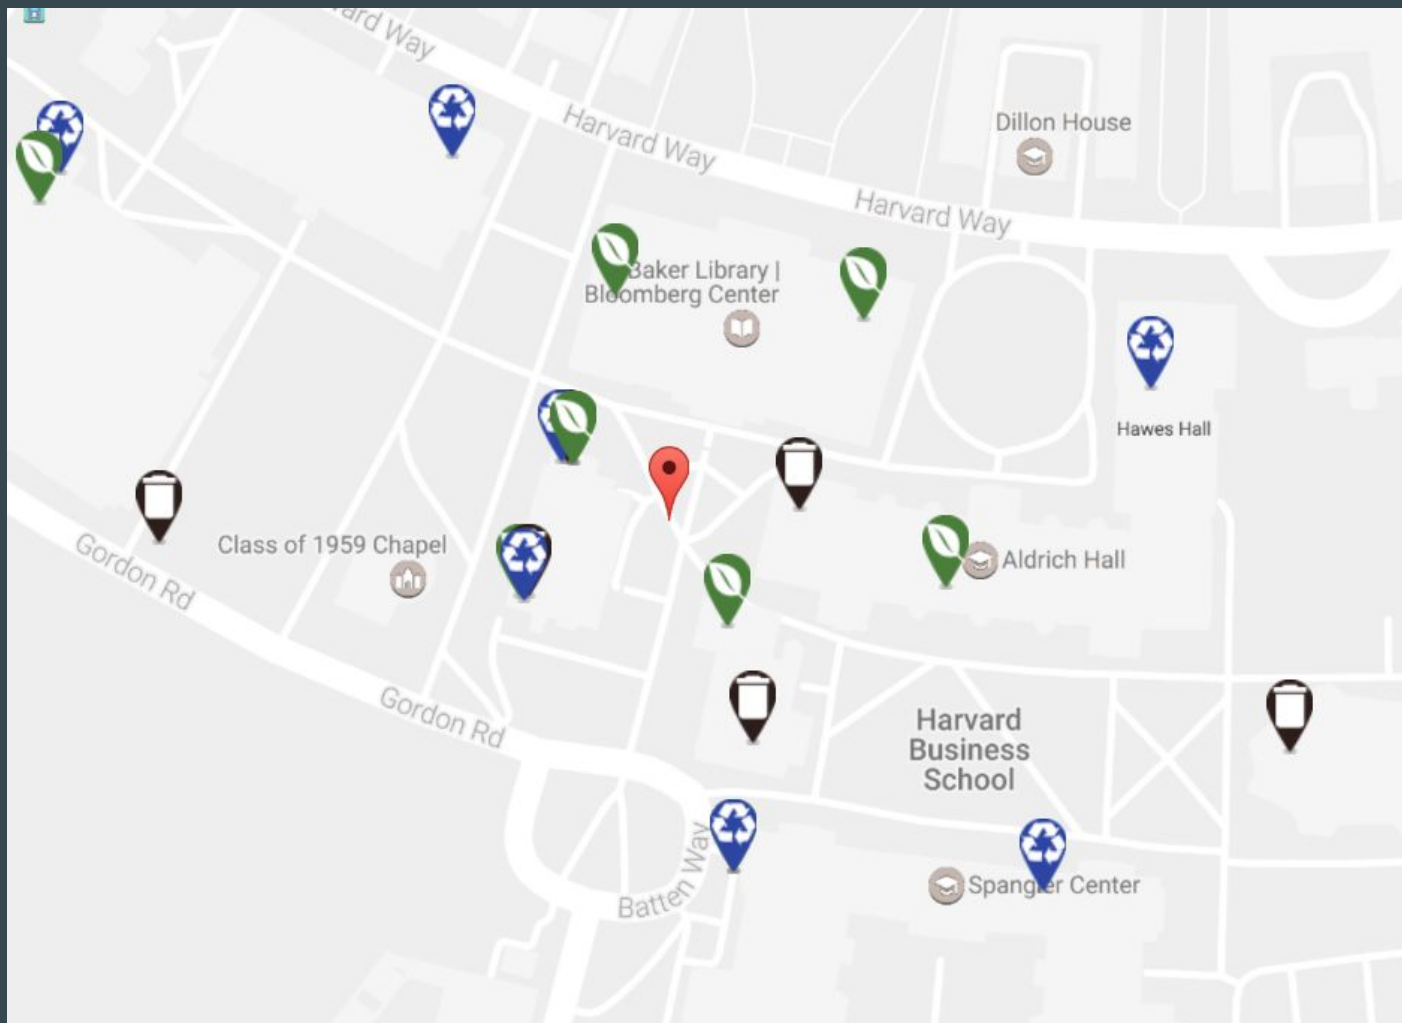 ard Way
Harvard Way
Dillon House
Harvard Way
Baker Library |
Bloomberg Center
Hawes Hall
Class of 1959 Chapel
Gordon Rd
Aldrich Hall
Gordon Rd
Harvard
Business
School
Batten Way
Spangler Center